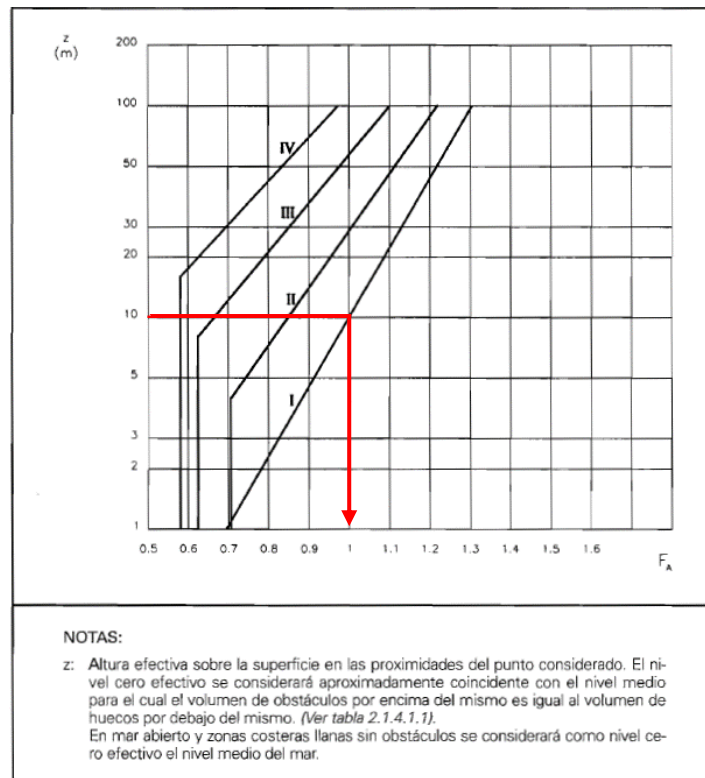 z
(m)
200
100
50
30
20
10
5
3
2
1
IV
III
II
I
0.5 0.6 0.7 0.8 0.9 1 1.1 1.2 1.3 1.4 1.5 1.6
FA
NOTAS:
z: Altura efectiva sobre la superficie en las proximidades del punto considerado. El ni-
vel cero efectivo se considerará aproximadamente coincidente con el nivel medio
para el cual el volumen de obstáculos por encima del mismo es igual al volumen de
huecos por debajo del mismo. (Ver tabla 2.1.4.1.1).
En mar abierto y zonas costeras llanas sin obstáculos se considerará como nivel ce-
ro efectivo el nivel medio del mar.